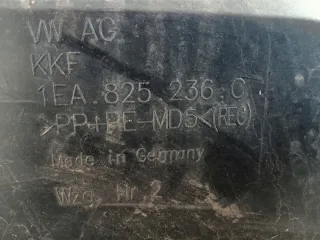 VW AG
KKF
1EA.825 236.C
>PP+PE-MD5<(REC)
Made in Germany
Wzg. Nr. 2